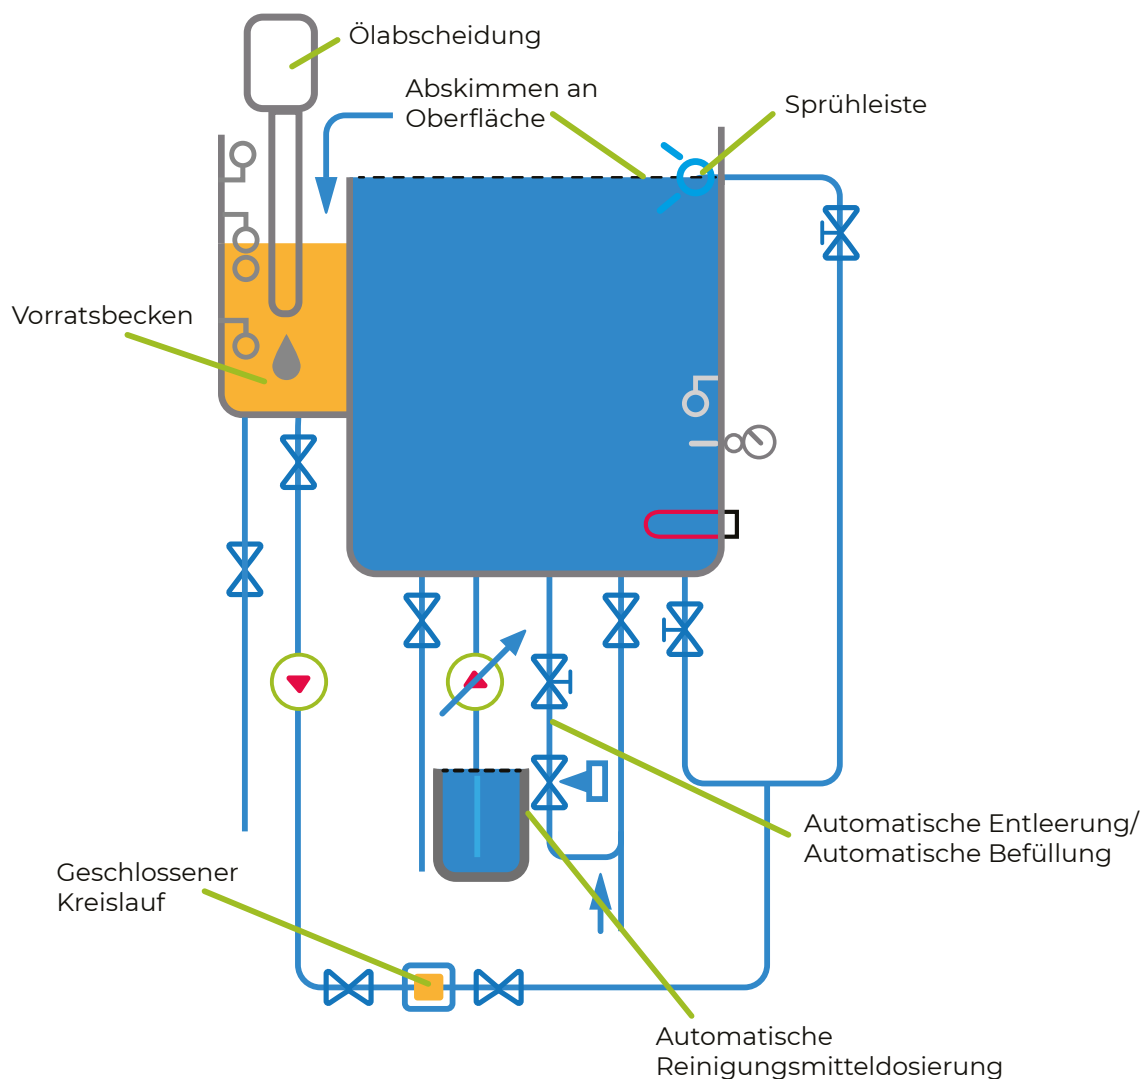 Ölabscheidung
Abskimmen an
Oberfläche
Sprühleiste
Vorratsbecken
Automatische Entleerung/
Automatische Befüllung
Geschlossener
Kreislauf
Automatische
Reinigungsmitteldosierung